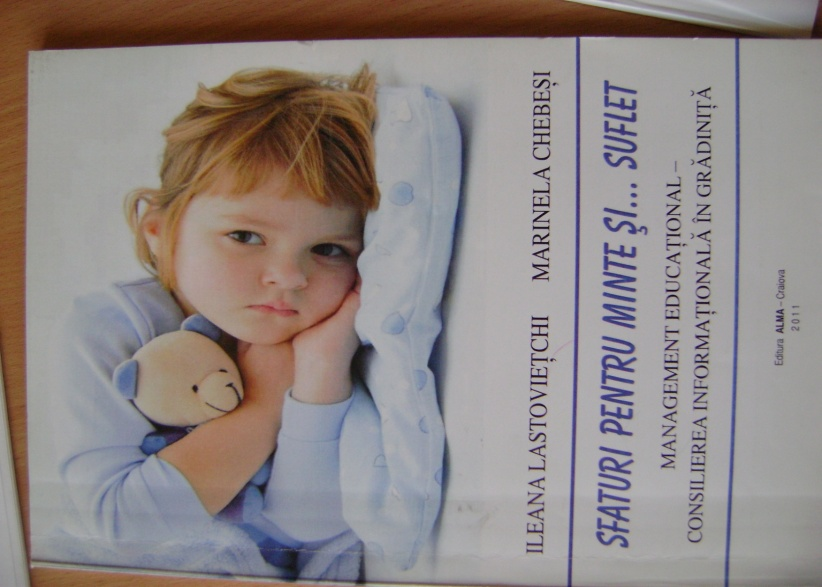 ILEANA LASTOVIEȚCHI MARINELA CHEBEȘI
SFATURI PENTRU MINTE ȘI... SUFLET
MANAGEMENT EDUCAȚIONAL –
CONSILIEREA INFORMAȚIONALĂ ÎN GRĂDINIȚĂ
Editura ALMA – Craiova
2011